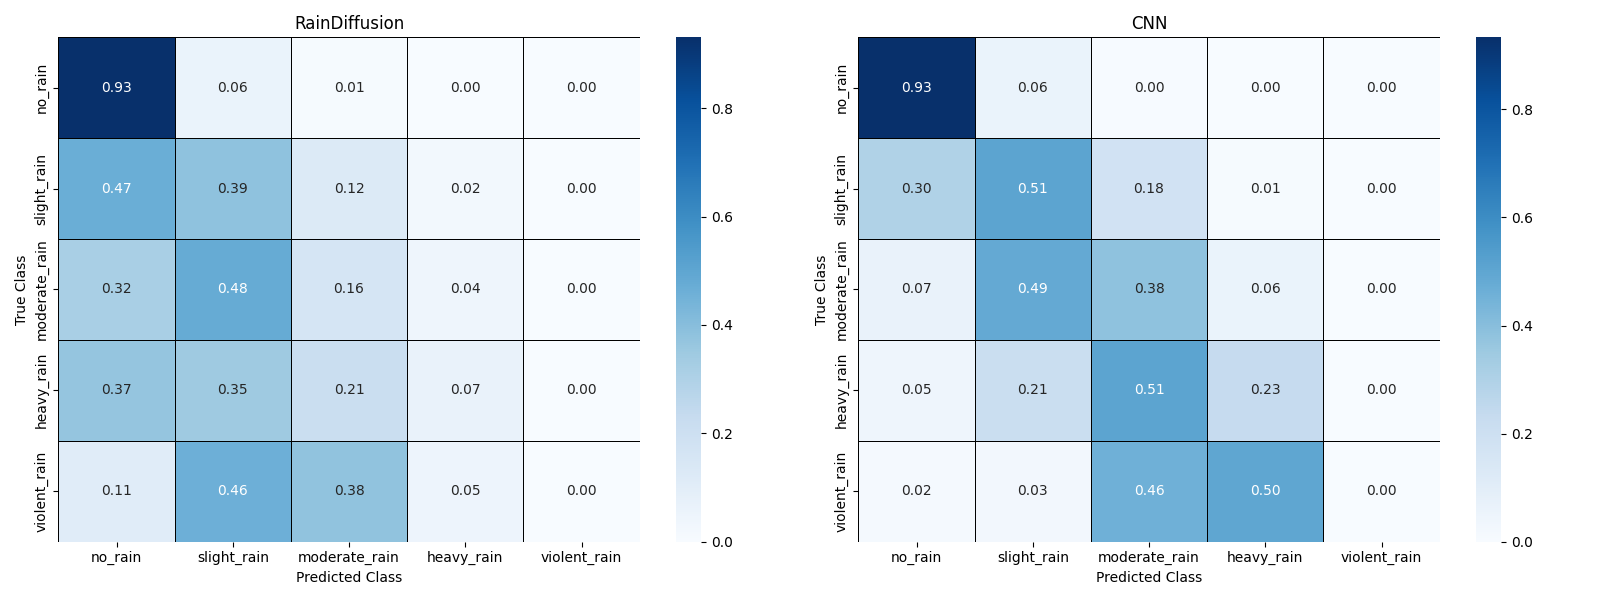 RainDiffusion
True Class
no_rain 0.93 0.06 0.01 0.00 0.00
slight_rain 0.47 0.39 0.12 0.02 0.00
moderate_rain 0.32 0.48 0.16 0.04 0.00
heavy_rain 0.37 0.35 0.21 0.07 0.00
violent_rain 0.11 0.46 0.38 0.05 0.00
no_rain slight_rain moderate_rain heavy_rain violent_rain
Predicted Class
0.8
0.6
0.4
0.2
0.0
CNN
True Class
no_rain 0.93 0.06 0.00 0.00 0.00
slight_rain 0.30 0.51 0.18 0.01 0.00
moderate_rain 0.07 0.49 0.38 0.06 0.00
heavy_rain 0.05 0.21 0.51 0.23 0.00
violent_rain 0.02 0.03 0.46 0.50 0.00
no_rain slight_rain moderate_rain heavy_rain violent_rain
Predicted Class
0.8
0.6
0.4
0.2
0.0